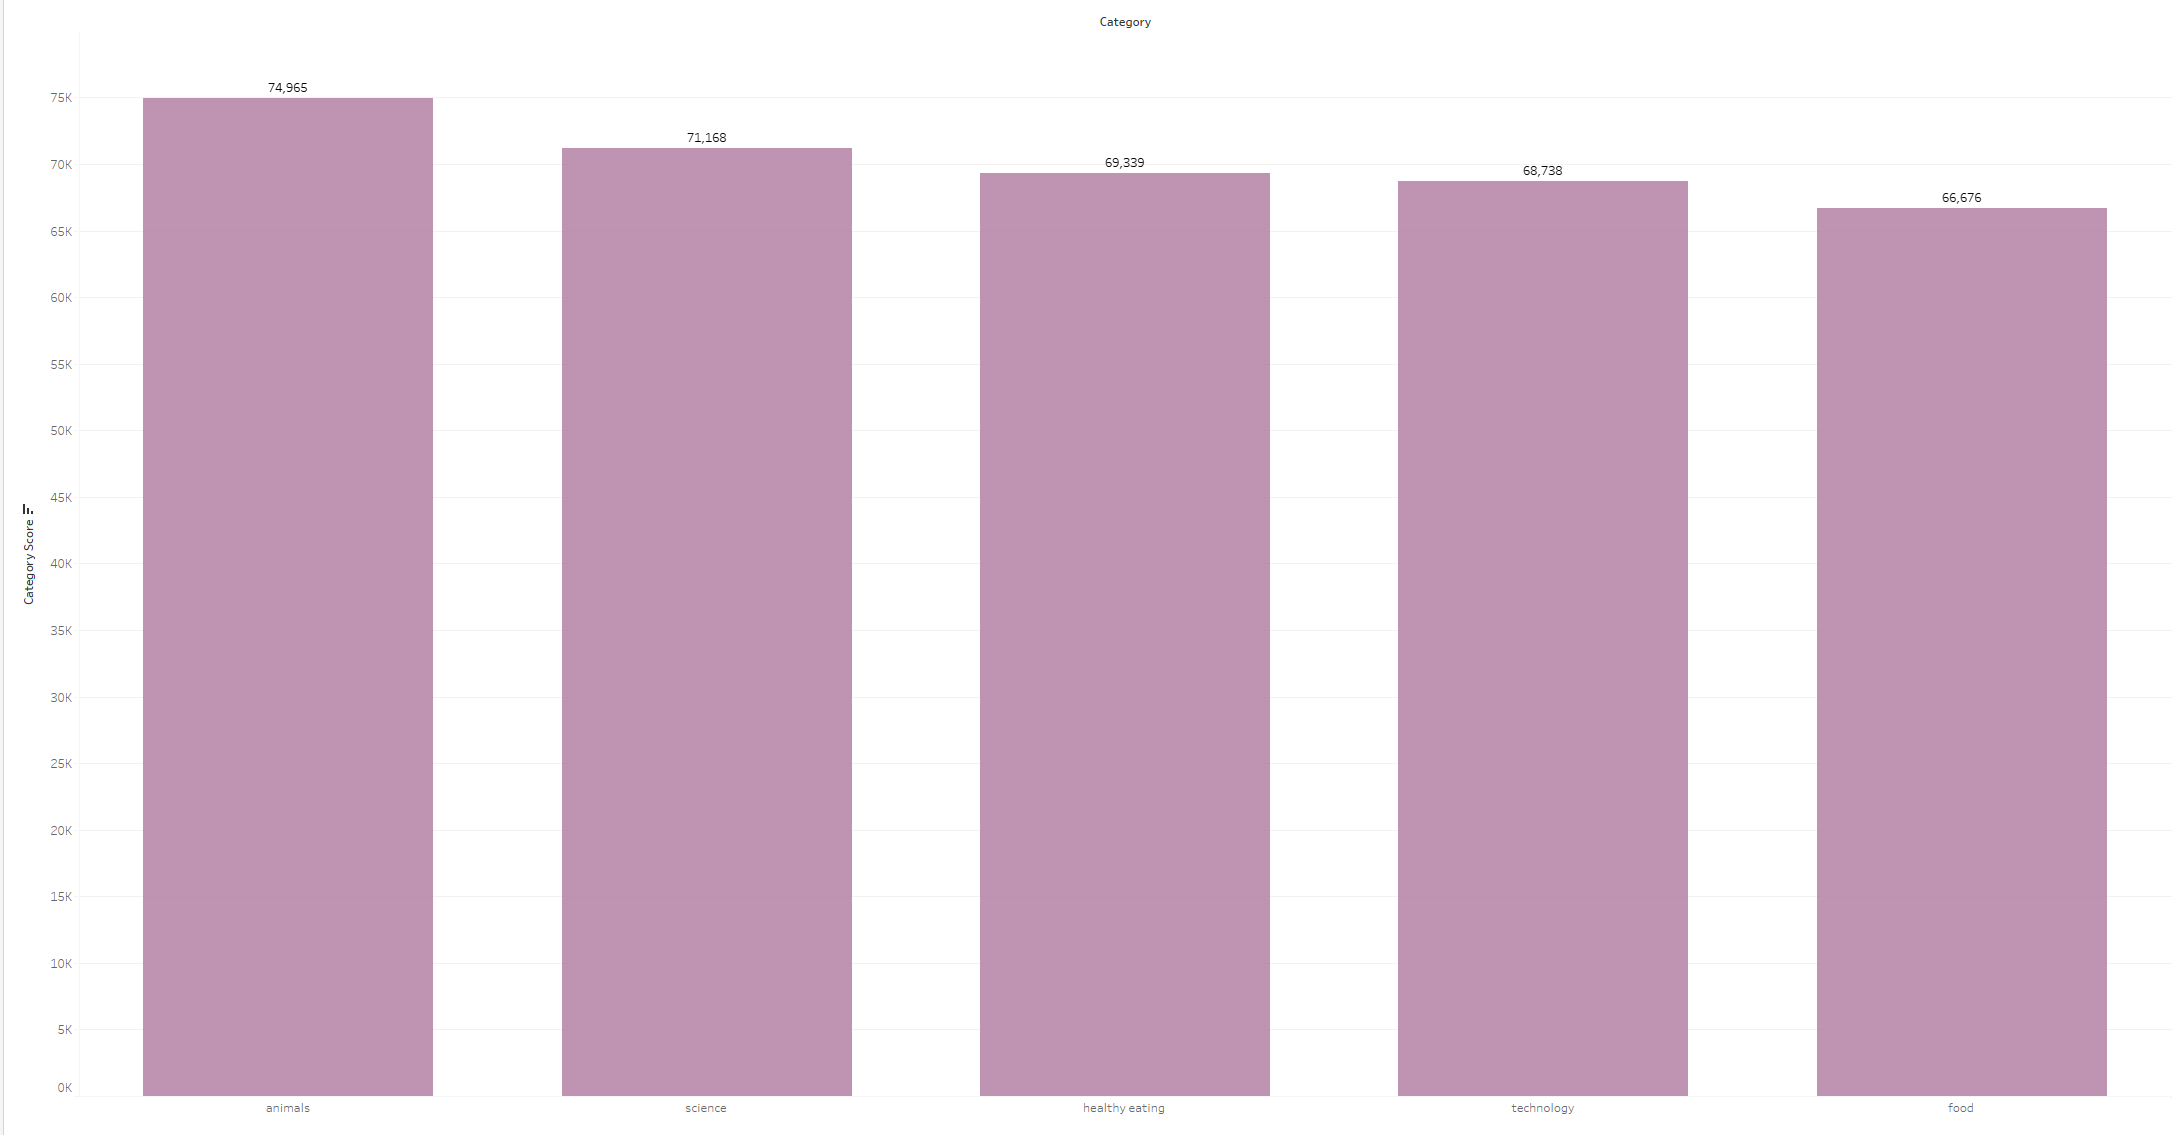 Category
74,965
75K
71,168
70K
69,339
68,738
66,676
65K
60K
55K
50K
45K
Category Score
40K
35K
30K
25K
20K
15K
10K
5K
0K
animals
science
healthy eating
technology
food